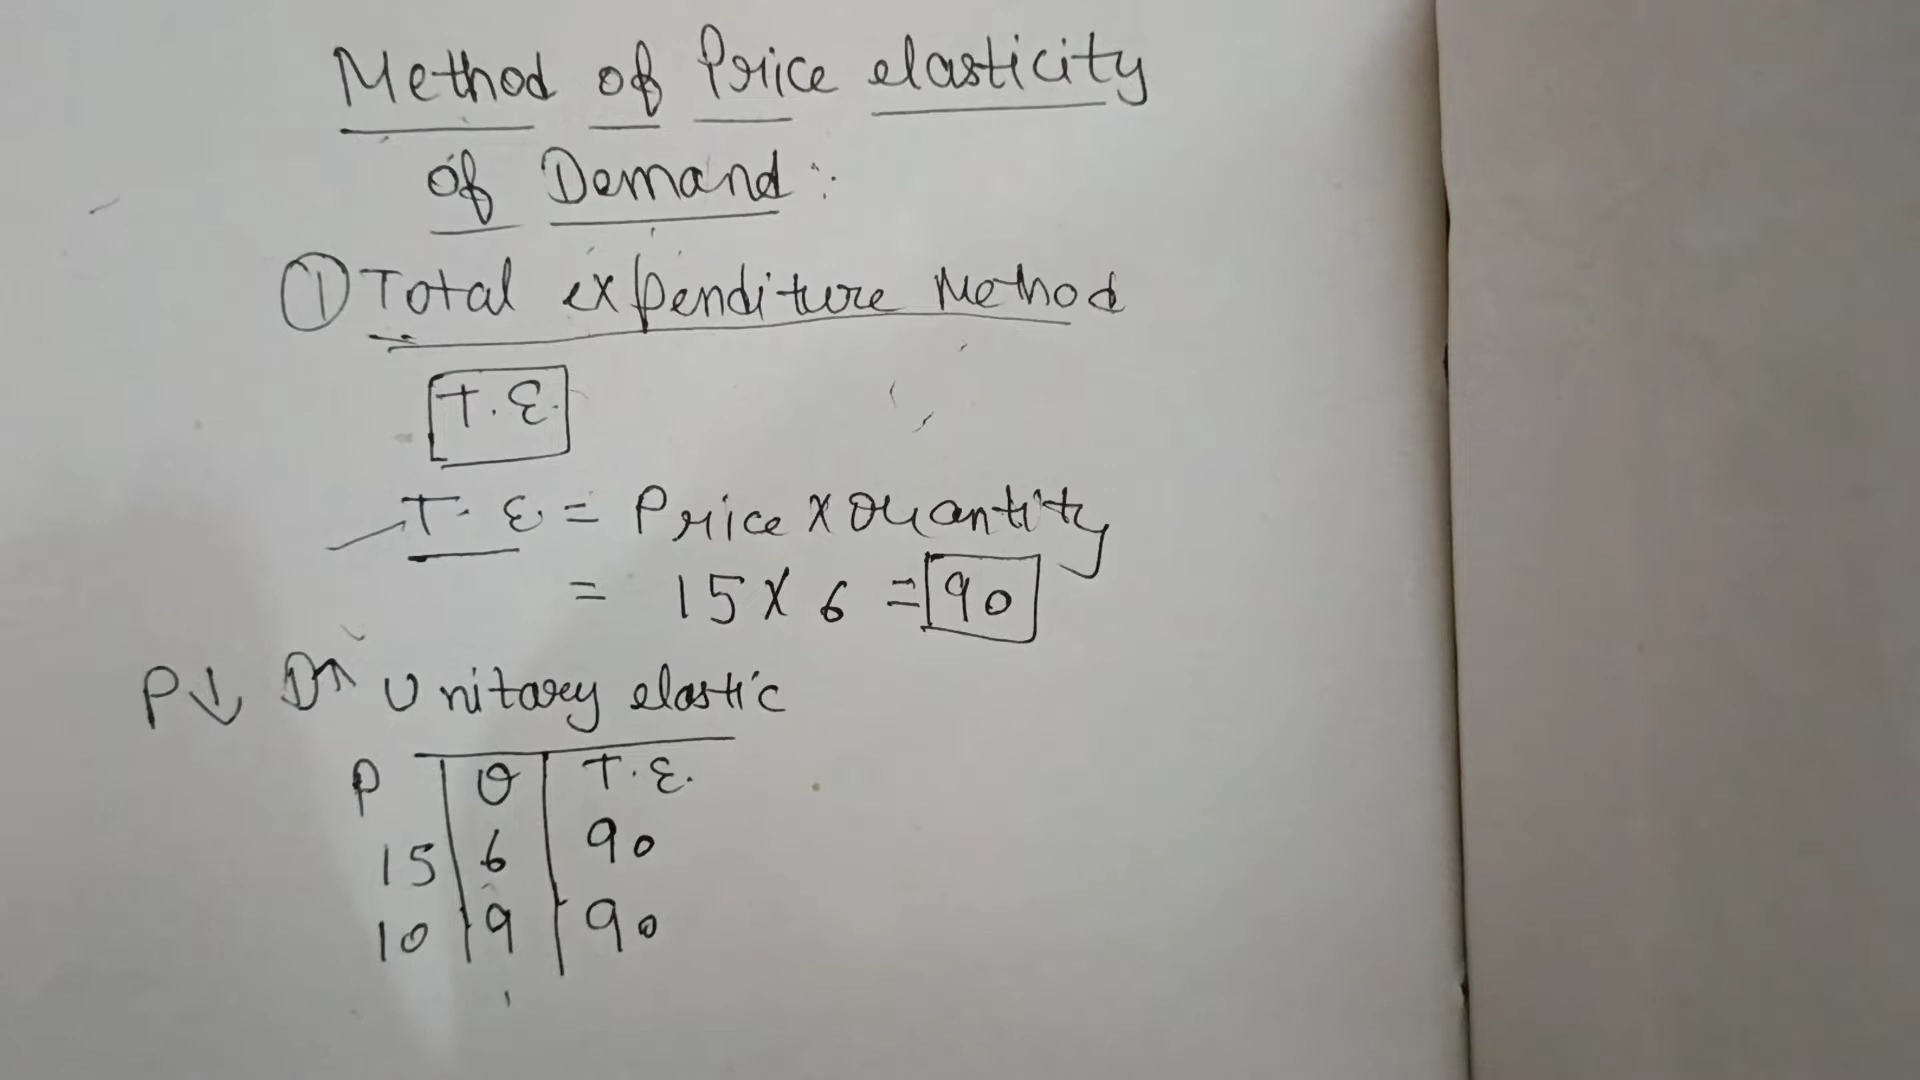 Method of Price elasticity
of Demand :
① Total expenditure Method
T.E.
T. E. = Price x Quantity
= 15 x 6 = 90
P↓ D↑ Unitary elastic
P Q T.E.
15 6 90
10 9 90